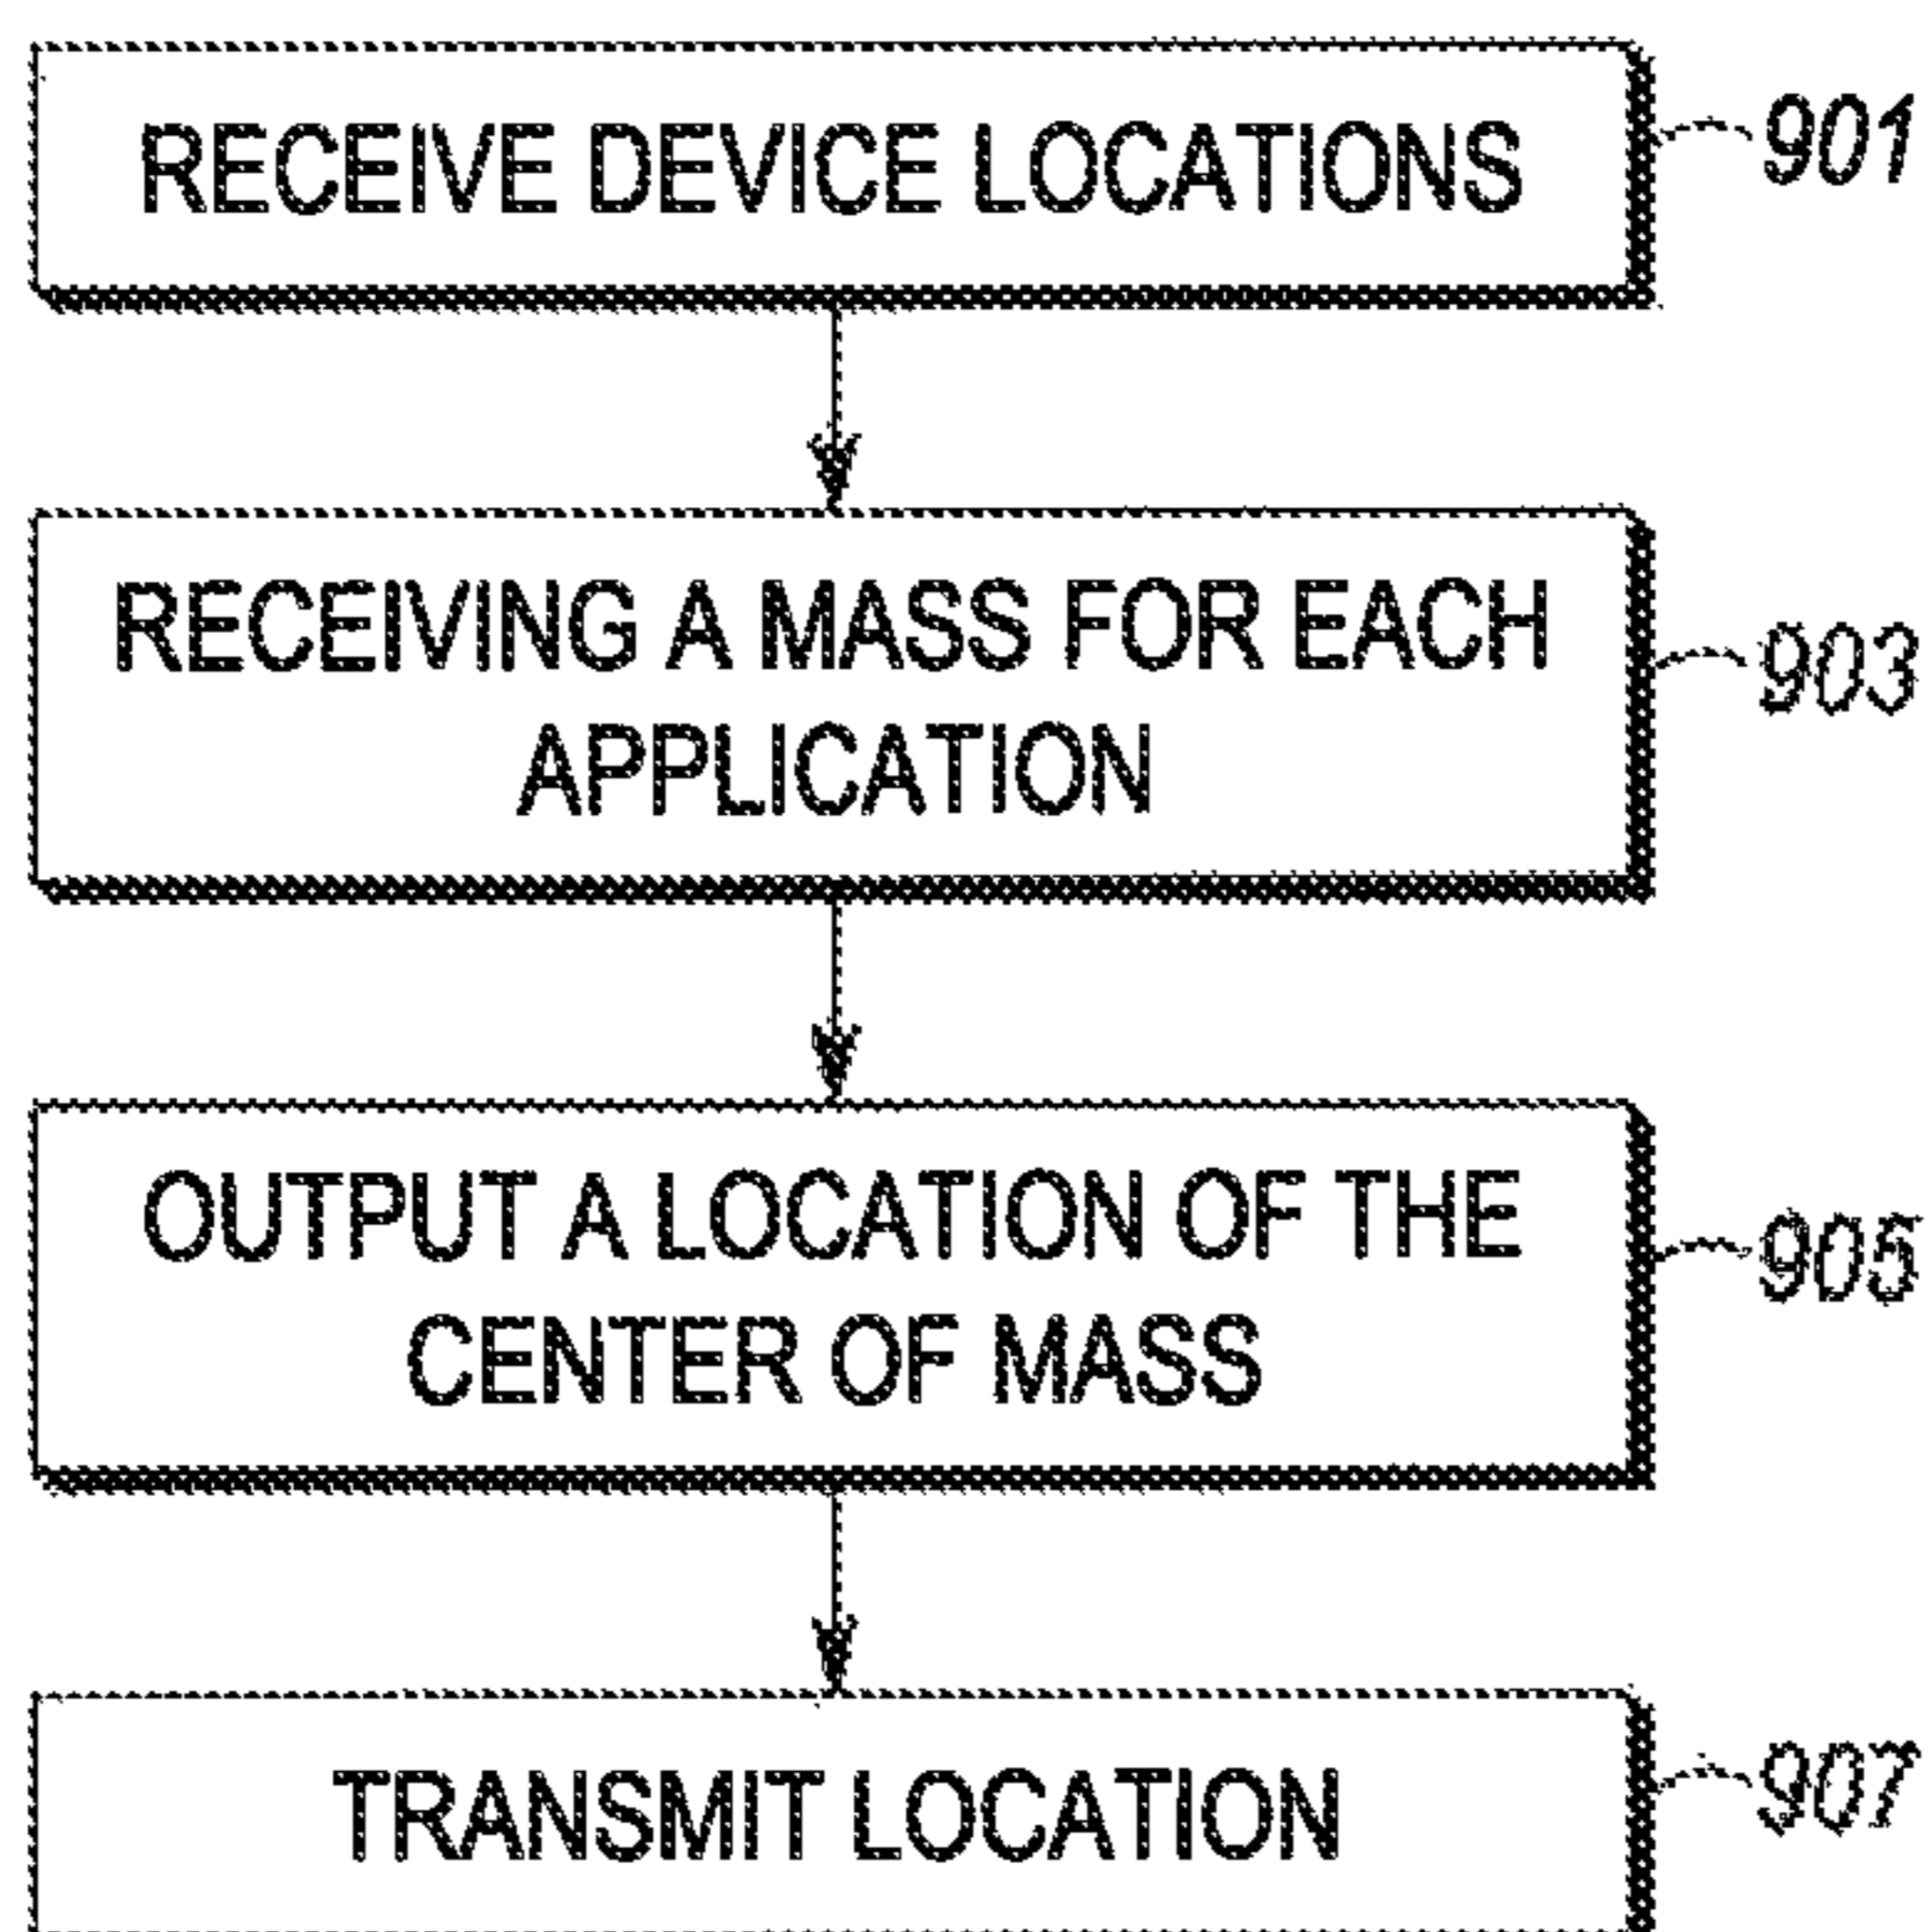 RECEIVE DEVICE LOCATIONS
901
RECEIVING A MASS FOR EACH
APPLICATION
903
OUTPUT A LOCATION OF THE
CENTER OF MASS
905
TRANSMIT LOCATION
907